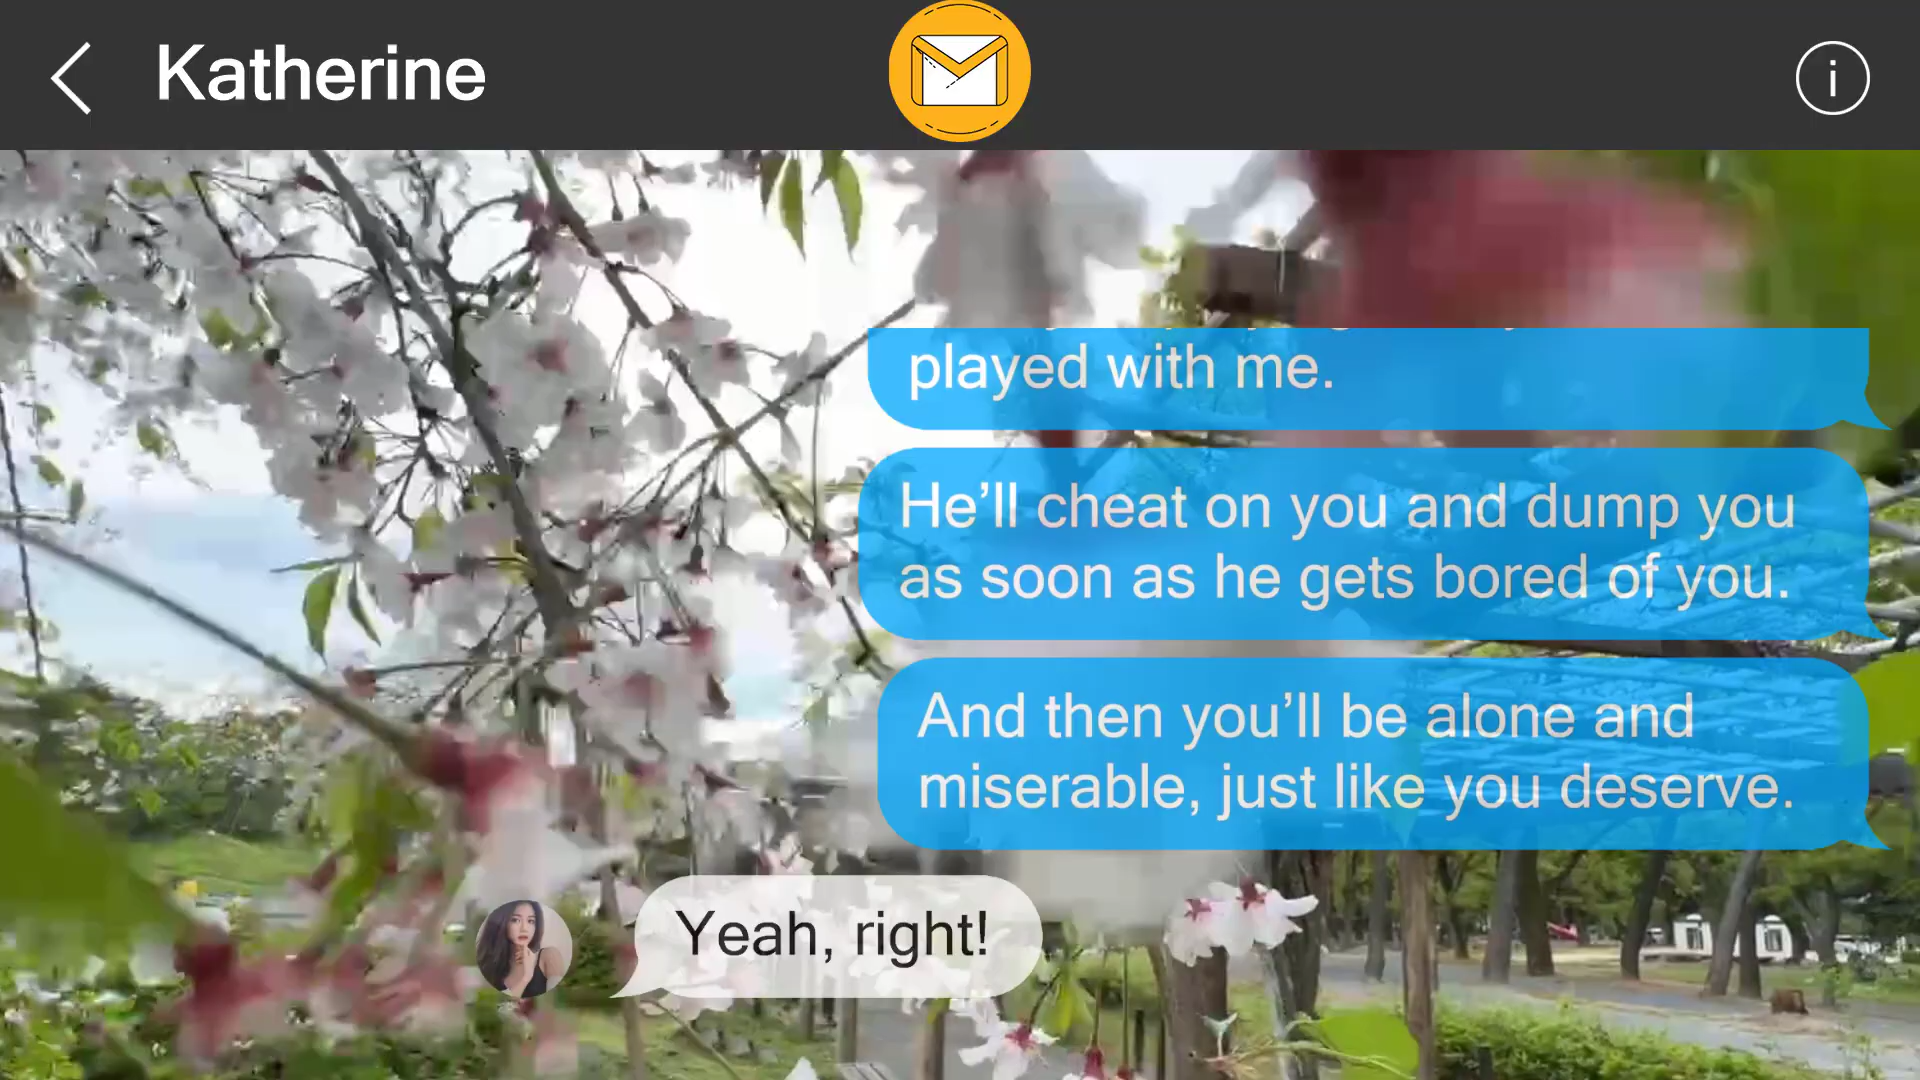 Katherine
i
played with me.
He’ll cheat on you and dump you
as soon as he gets bored of you.
And then you’ll be alone and
miserable, just like you deserve.
Yeah, right!